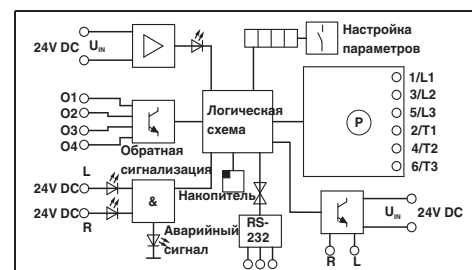 24V DC
U_IN
Настройка
параметров
1/L1
3/L2
5/L3
2/T1
4/T2
6/T3
P
O1
O2
O3
O4
Логическая
схема
Обратная
сигнализация
L
24V DC
24V DC
R
&
Накопитель
Аварийный
сигнал
RS-
232
U_IN
24V DC
R
L